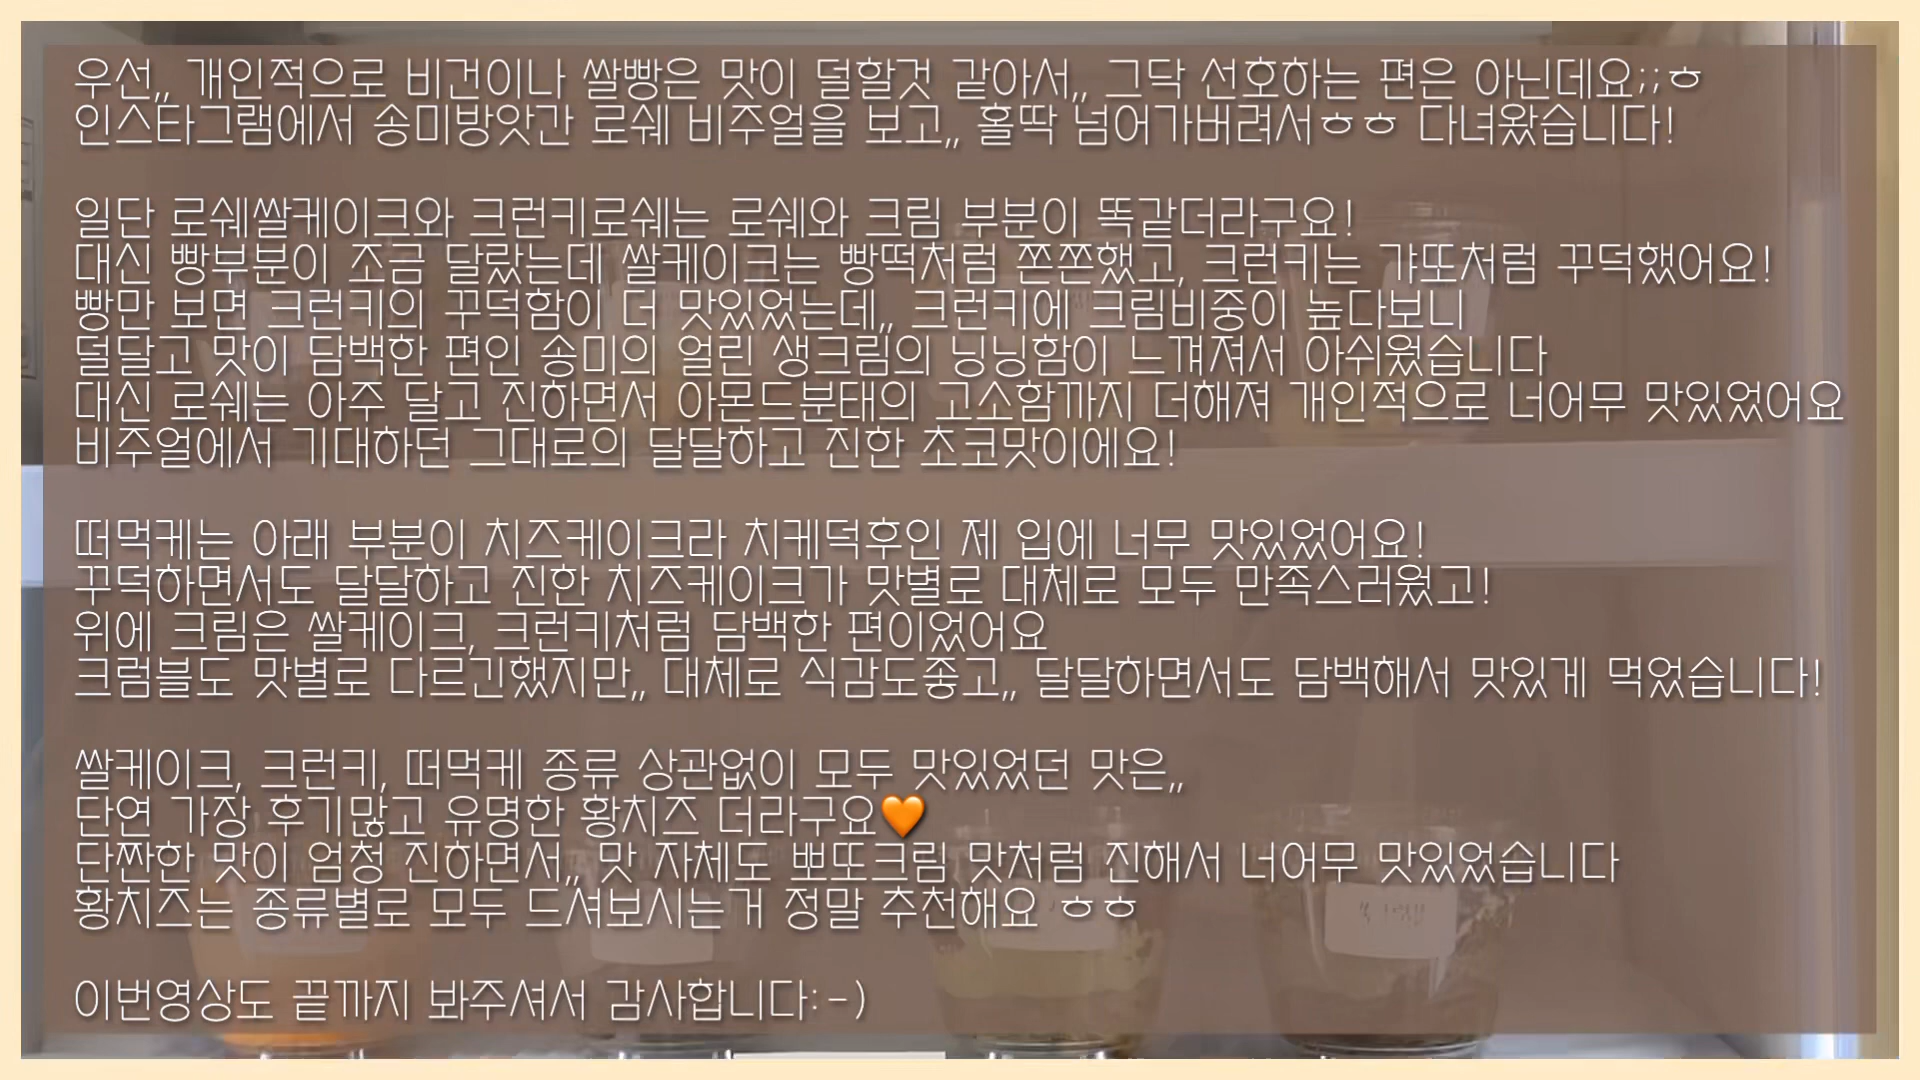 우선,, 개인적으로 비건이나 쌀빵은 맛이 덜할것 같아서,, 그닥 선호하는 편은 아닌데요;;ㅎ
인스타그램에서 송미방앗간 로쉐 비주얼을 보고,, 홀딱 넘어가버려서ㅎㅎ 다녀왔습니다!
일단 로쉐쌀케이크와 크런키로쉐는 로쉐와 크림 부분이 똑같더라구요!
대신 빵부분이 조금 달랐는데 쌀케이크는 빵떡처럼 쫀쫀했고, 크런키는 갸또처럼 꾸덕했어요!
빵만 보면 크런키의 꾸덕함이 더 맛있었는데,, 크런키에 크림비중이 높다보니
덜달고 맛이 담백한 편인 송미의 얼린 생크림의 닝닝함이 느껴져서 아쉬웠습니다
대신 로쉐는 아주 달고 진하면서 아몬드분태의 고소함까지 더해져 개인적으로 너어무 맛있었어요
비주얼에서 기대하던 그대로의 달달하고 진한 초코맛이에요!
떠먹케는 아래 부분이 치즈케이크라 치케덕후인 제 입에 너무 맛있었어요!
꾸덕하면서도 달달하고 진한 치즈케이크가 맛별로 대체로 모두 만족스러웠고!
위에 크림은 쌀케이크, 크런키처럼 담백한 편이었어요
크럼블도 맛별로 다르긴했지만,, 대체로 식감도좋고,, 달달하면서도 담백해서 맛있게 먹었습니다!
쌀케이크, 크런키, 떠먹케 종류 상관없이 모두 맛있었던 맛은,,
단연 가장 후기많고 유명한 황치즈 더라구요🧡
단짠한 맛이 엄청 진하면서,, 맛 자체도 뽀또크림 맛처럼 진해서 너어무 맛있었습니다
황치즈는 종류별로 모두 드셔보시는거 정말 추천해요 ㅎㅎ
이번영상도 끝까지 봐주셔서 감사합니다:-)